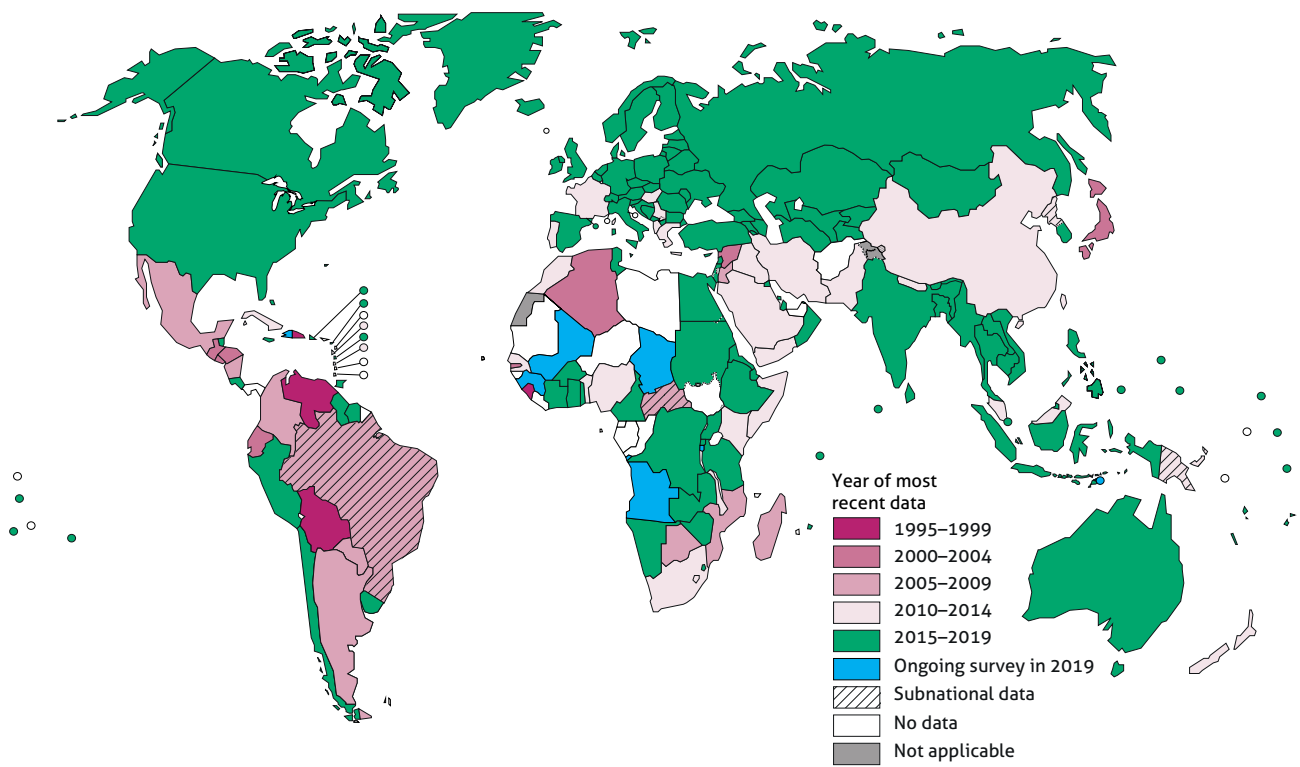 Year of most
recent data
1995–1999
2000–2004
2005–2009
2010–2014
2015–2019
Ongoing survey in 2019
Subnational data
No data
Not applicable